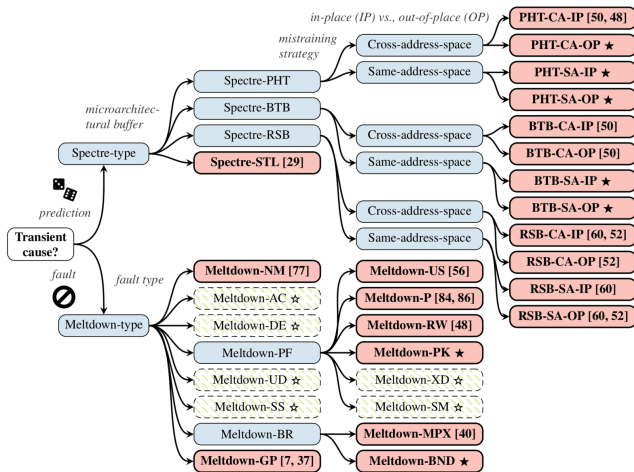 in-place (IP) vs., out-of-place (OP)
PHT-CA-IP [50, 48]
mistraining
strategy
Cross-address-space
PHT-CA-OP ★
Spectre-PHT
Same-address-space
PHT-SA-IP ★
microarchitec-
tural buffer
PHT-SA-OP ★
Spectre-BTB
Spectre-RSB
Cross-address-space
BTB-CA-IP [50]
Spectre-type
Spectre-STL [29]
Same-address-space
BTB-CA-OP [50]
BTB-SA-IP ★
prediction
Cross-address-space
BTB-SA-OP ★
Transient
cause?
Same-address-space
RSB-CA-IP [60, 52]
RSB-CA-OP [52]
fault
fault type
Meltdown-NM [77]
Meltdown-US [56]
RSB-SA-IP [60]
Meltdown-AC ☆
Meltdown-P [84, 86]
RSB-SA-OP [60, 52]
Meltdown-type
Meltdown-DE ☆
Meltdown-RW [48]
Meltdown-PF
Meltdown-PK ★
Meltdown-UD ☆
Meltdown-XD ☆
Meltdown-SS ☆
Meltdown-SM ☆
Meltdown-BR
Meltdown-MPX [40]
Meltdown-GP [7, 37]
Meltdown-BND ★